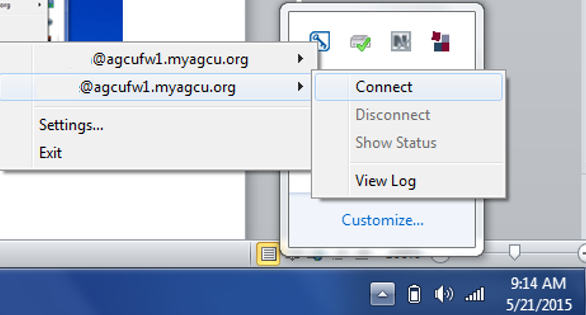 @agcufw1.myagcu.org
@agcufw1.myagcu.org
Settings...
Exit
Connect
Disconnect
Show Status
View Log
Customize...
9:14 AM
5/21/2015